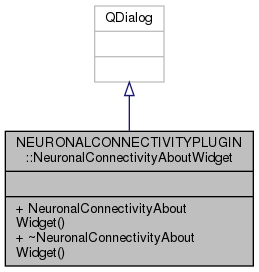 QDialog
NEURONALCONNECTIVITYPLUGIN
::NeuronalConnectivityAboutWidget
+ NeuronalConnectivityAbout
Widget()
+ ~NeuronalConnectivityAbout
Widget()